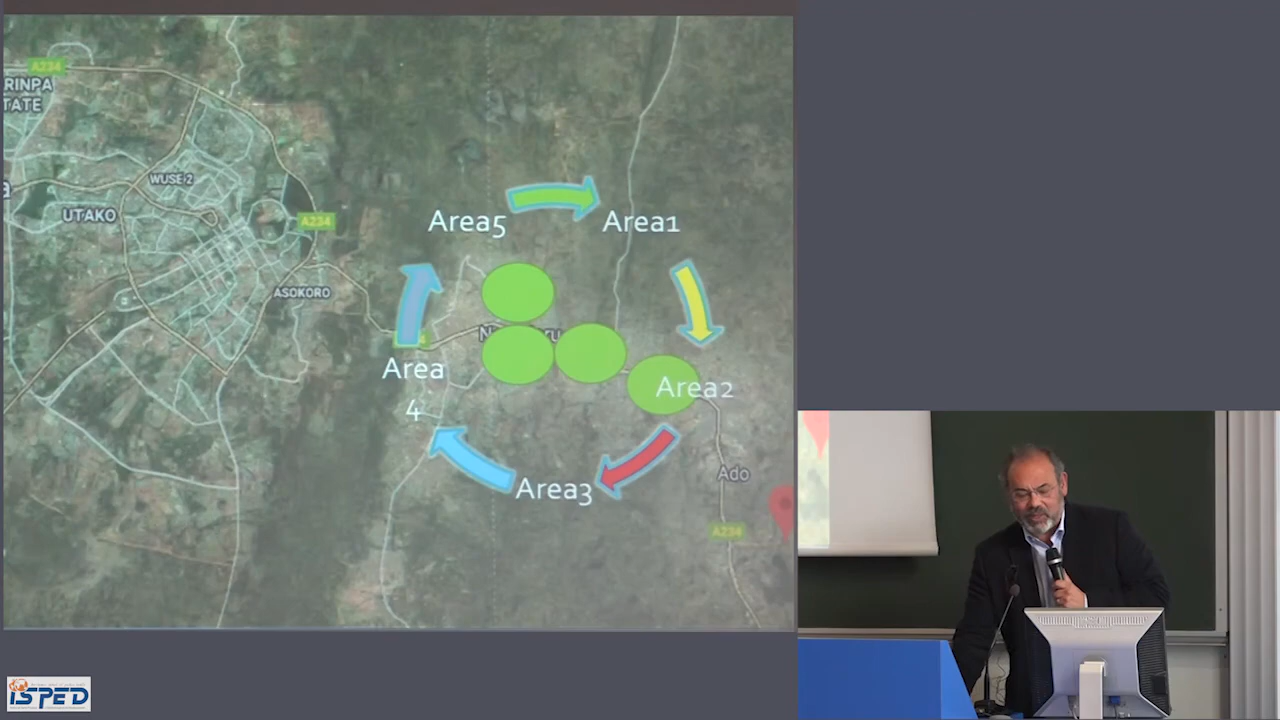 A234
RINPA
TATE
WUSE 2
UTAKO
A234
ASOKORO
Area5
Area1
Area
4
Area2
Area3
Ado
A234
ISPED